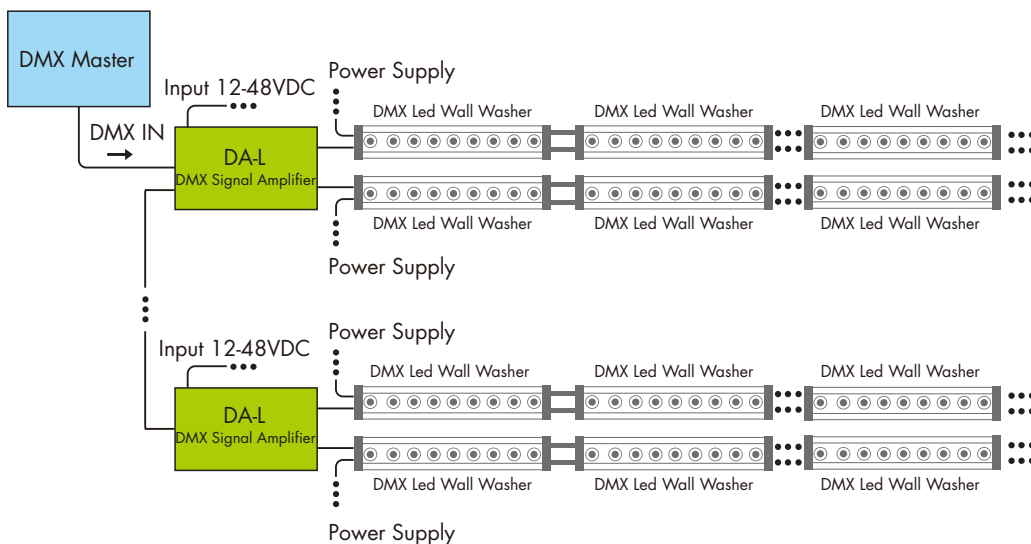 DMX Master
Input 12-48VDC
Power Supply
DMX IN
DA-L
DMX Signal Amplifier
DMX Led Wall Washer
DMX Led Wall Washer
DMX Led Wall Washer
DMX Led Wall Washer
DMX Led Wall Washer
DMX Led Wall Washer
Power Supply
Input 12-48VDC
Power Supply
DA-L
DMX Signal Amplifier
DMX Led Wall Washer
DMX Led Wall Washer
DMX Led Wall Washer
DMX Led Wall Washer
DMX Led Wall Washer
DMX Led Wall Washer
Power Supply